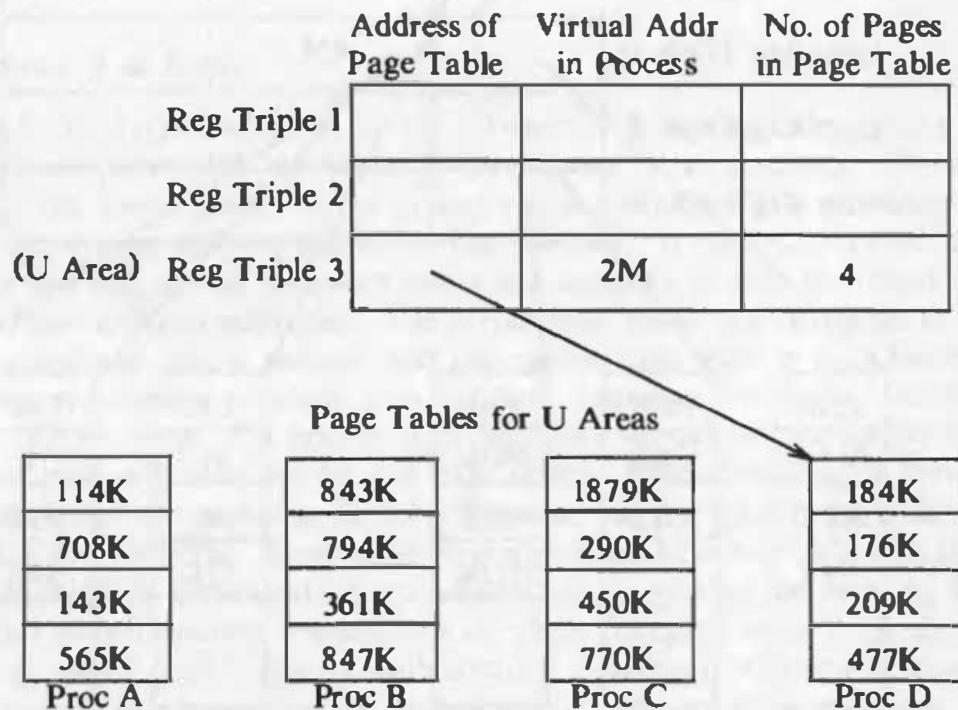 Address of Virtual Addr No. of Pages
Page Table in Process in Page Table
Reg Triple 1
Reg Triple 2
(U Area) Reg Triple 3 2M 4
Page Tables for U Areas
114K 843K 1879K 184K
708K 794K 290K 176K
143K 361K 450K 209K
565K 847K 770K 477K
Proc A Proc B Proc C Proc D